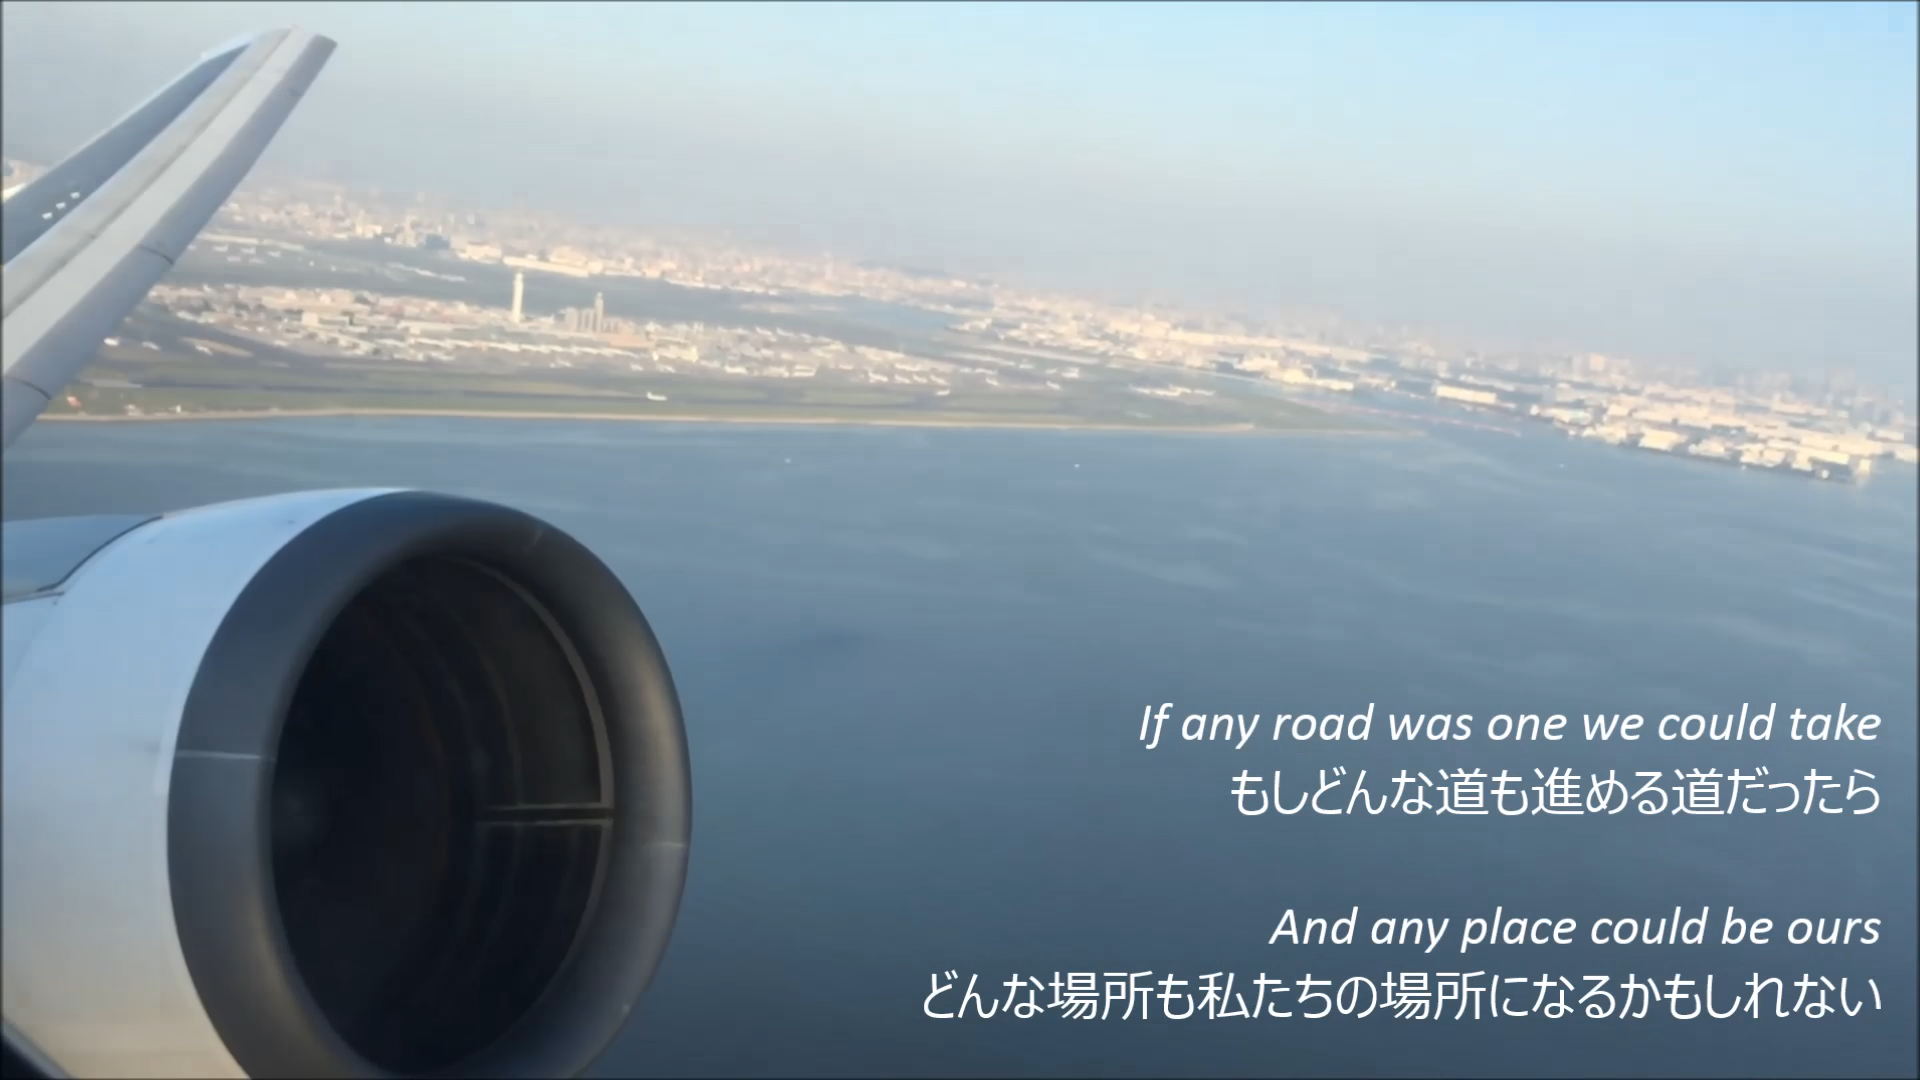 If any road was one we could take
もしどんな道も進める道だったら
And any place could be ours
どんな場所も私たちの場所になるかもしれない